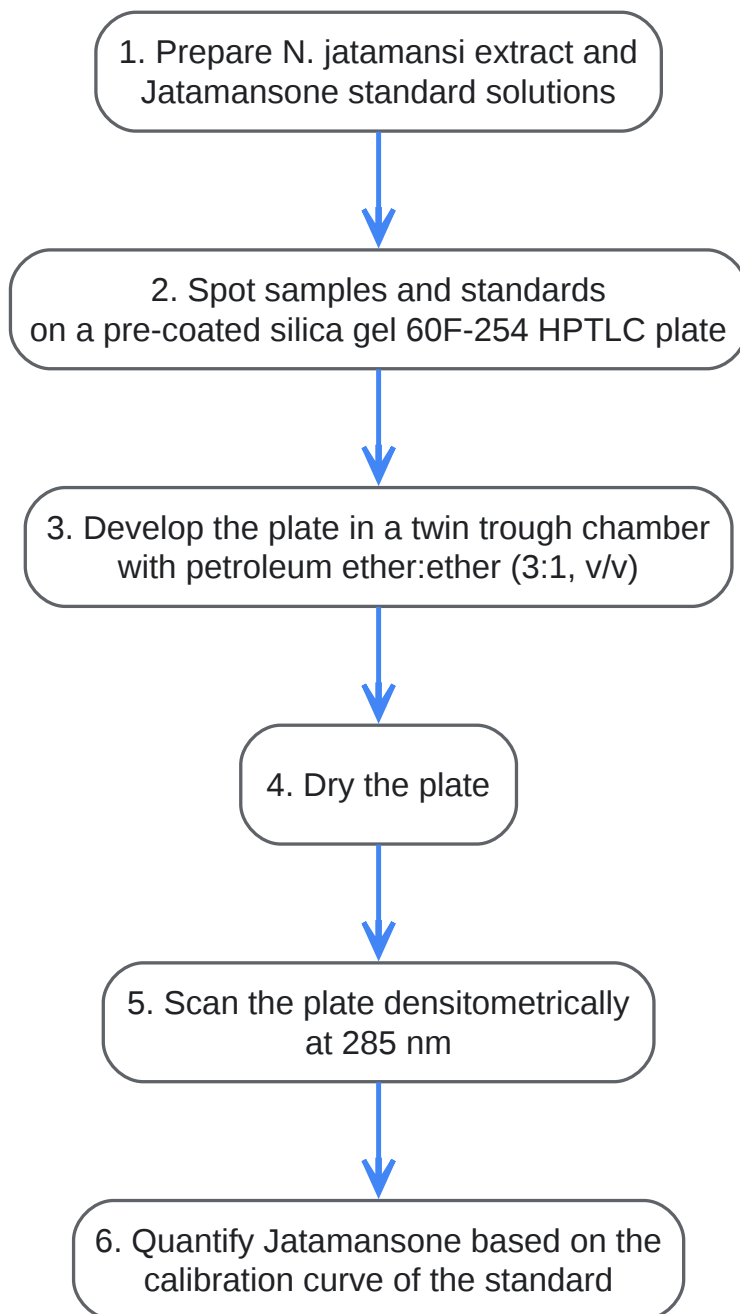 1. Prepare N. jatamansi extract and
Jatamansone standard solutions
2. Spot samples and standards
on a pre-coated silica gel 60F-254 HPTLC plate
3. Develop the plate in a twin trough chamber
with petroleum ether:ether (3:1, v/v)
4. Dry the plate
5. Scan the plate densitometrically
at 285 nm
6. Quantify Jatamansone based on the
calibration curve of the standard